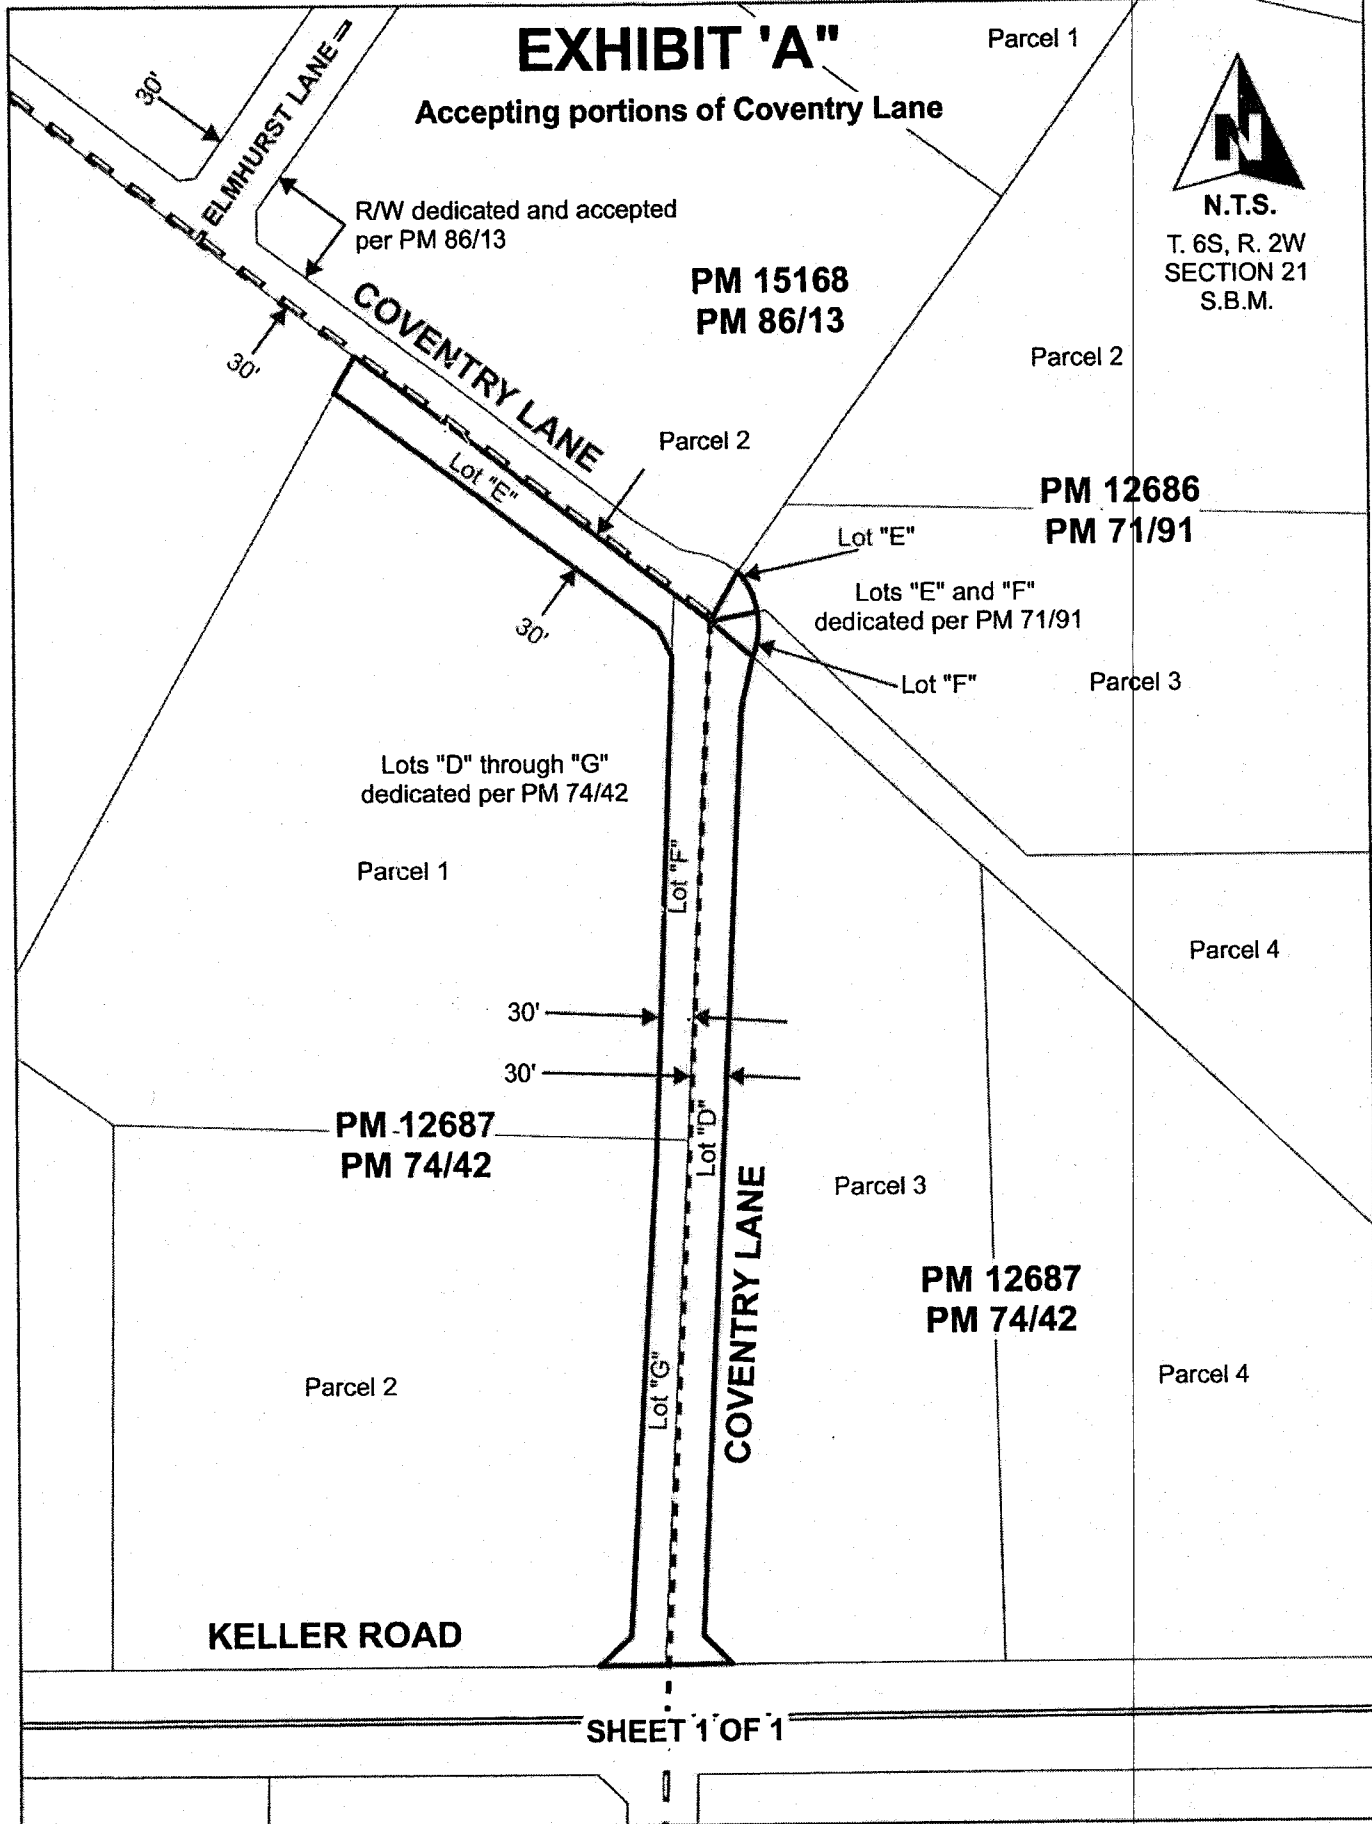 EXHIBIT 'A"
Accepting portions of Coventry Lane
Parcel 1
N
N.T.S.
T. 6S, R. 2W
SECTION 21
S.B.M.
30'
ELMHURST LANE
R/W dedicated and accepted
per PM 86/13
PM 15168
PM 86/13
COVENTRY LANE
30'
Parcel 2
Parcel 2
Lot "E"
PM 12686
PM 71/91
Lot "E"
Lots "E" and "F"
dedicated per PM 71/91
30'
Lot "F"
Parcel 3
Lots "D" through "G"
dedicated per PM 74/42
Parcel 1
Lot "F"
Parcel 4
30'
30'
PM 12687
PM 74/42
Lot "D"
Parcel 3
COVENTRY LANE
PM 12687
PM 74/42
Parcel 2
Lot "G"
Parcel 4
KELLER ROAD
SHEET 1 OF 1